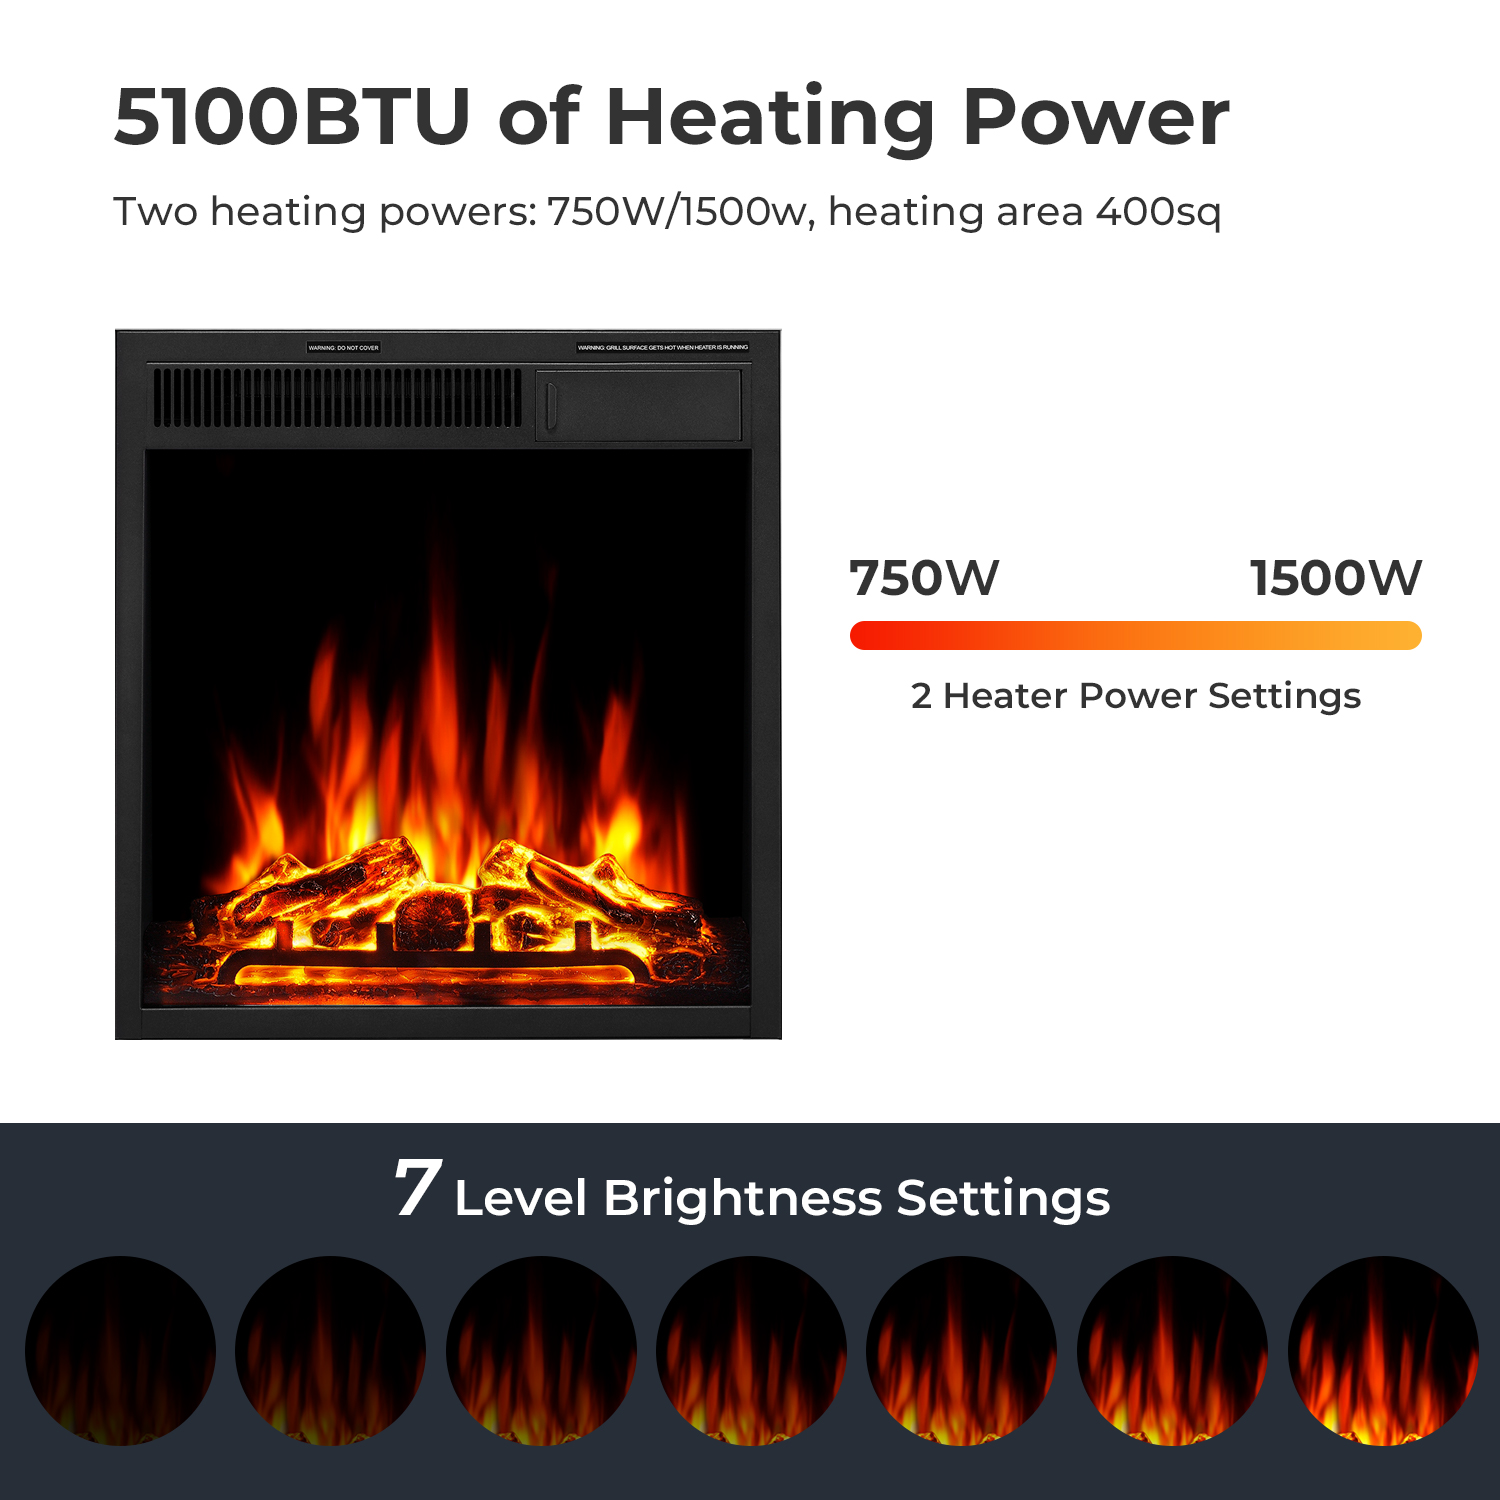 5100BTU of Heating Power
Two heating powers: 750W/1500w, heating area 400sq
WARNING: DO NOT COVER
WARNING: GRILL SURFACE GETS HOT WHEN HEATER IS RUNNING
750W 1500W
2 Heater Power Settings
7 Level Brightness Settings